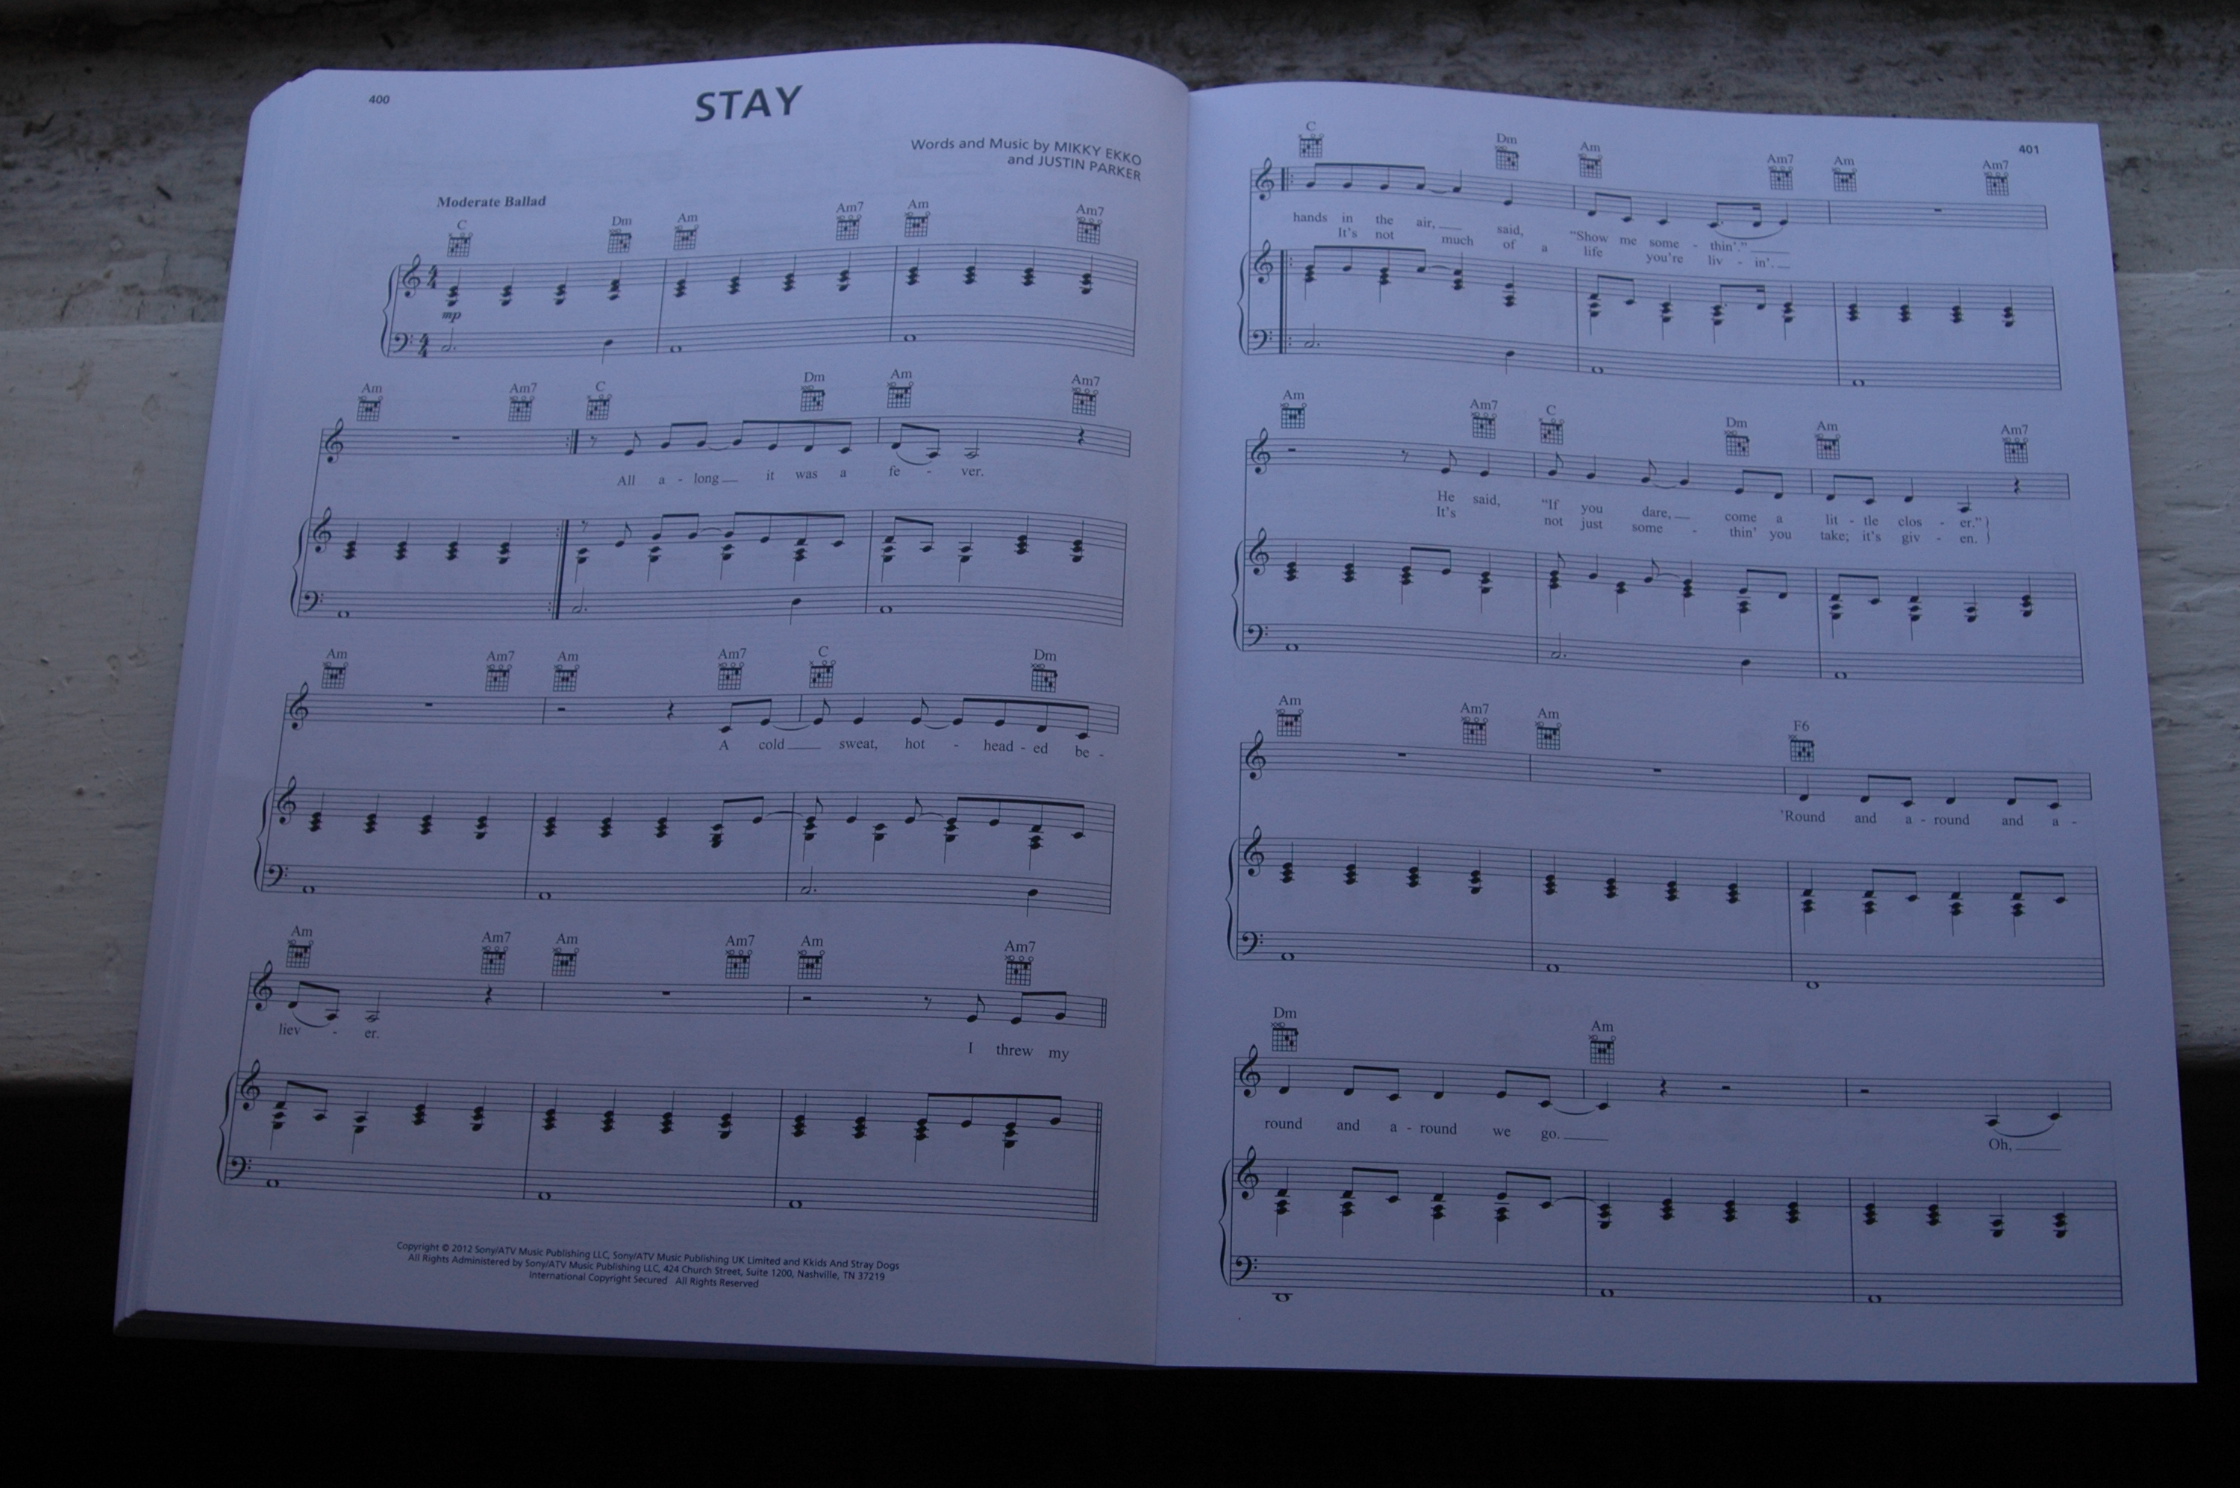 400
STAY
Words and Music by MIKKY EKKO
and JUSTIN PARKER
Moderate Ballad
C Dm Am Am7 Am Am7
mp
Am Am7 C Dm Am Am7
All a - long it was a fe - ver.
Am Am7 Am Am7 C Dm
A cold sweat, hot - head - ed be -
Am Am7 Am Am7 Am Am7
liev - er. I threw my
Copyright © 2012 Sony/ATV Music Publishing LLC, Sony/ATV Music Publishing UK Limited and Kkids And Stray Dogs
All Rights Administered by Sony/ATV Music Publishing LLC, 424 Church Street, Suite 1200, Nashville, TN 37219
International Copyright Secured All Rights Reserved
401
C Dm Am Am7 Am Am7
hands in the air, said, "Show me some - thin'."
It's not much of a life you're liv - in'.
Am Am7 C Dm Am Am7
He said, "If you dare, come a lit - tle clos - er."
It's not just some - thin' you take; it's giv - en.
Am Am7 Am F6
'Round and a - round and a -
Dm Am
round and a - round we go. Oh,